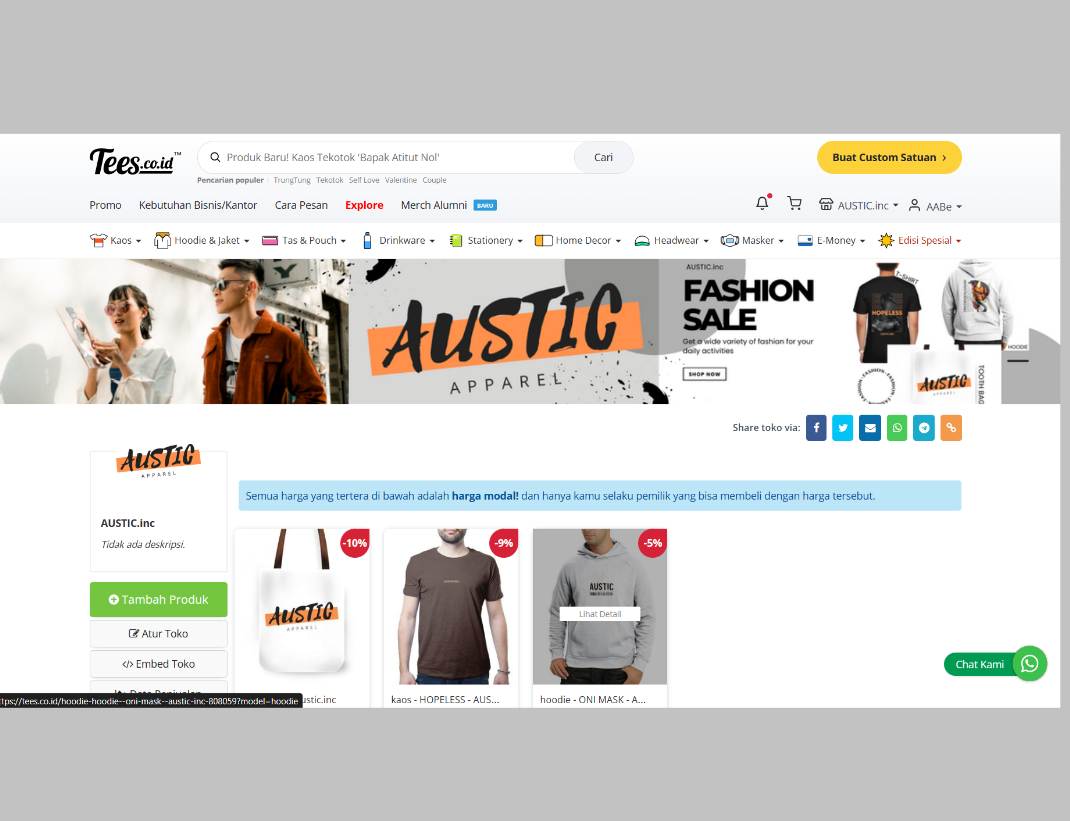 Tees.co.id™
Produk Baru! Kaos Tekotok 'Bapak Atitut Nol'
Cari
Buat Custom Satuan ›
Pencarian populer | TrungTung Tekotok Self Love Valentine Couple
Promo Kebutuhan Bisnis/Kantor Cara Pesan Explore Merch Alumni BARU
AUSTIC.inc AABe
Kaos Hoodie & Jaket Tas & Pouch Drinkware Stationery Home Decor Headwear Masker E-Money Edisi Spesial
AUSTIC
APPAREL
AUSTIC.inc
FASHION
SALE
Get a wide variety of fashion for your
daily activities
SHOP NOW
T-SHIRT
HOPELESS
HOODIE
FASHION FASHION
AUSTIC
TOOTH BAG
Share toko via:
AUSTIC
APPAREL
AUSTIC.inc
Tidak ada deskripsi.
Tambah Produk
Atur Toko
</> Embed Toko
Data Penjualan
Semua harga yang tertera di bawah adalah harga modal! dan hanya kamu selaku pemilik yang bisa membeli dengan harga tersebut.
-10%
AUSTIC
APPAREL
ustic.inc
-9%
kaos - HOPELESS - AUS...
-5%
AUSTIC
Lihat Detail
hoodie - ONI MASK - A...
Chat Kami
ttps://tees.co.id/hoodie-hoodie--oni-mask--austic-inc-808059?model=hoodie